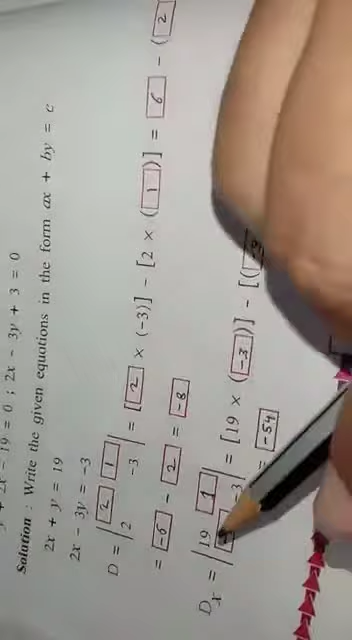 y + 2x - 19 = 0 ; 2x - 3y + 3 = 0
Solution : Write the given equations in the form ax + by = c
2x + y = 19
2x - 3y = -3
D = | 2 1 |
| 2 -3 | = [ 2 × (-3)] - [2 × ( 1 )] = 6 - ( 2
= -6 - 2 = -8
Dx = | 19 1 |
-3 | = [19 × ( -3 )] - [(
= -54